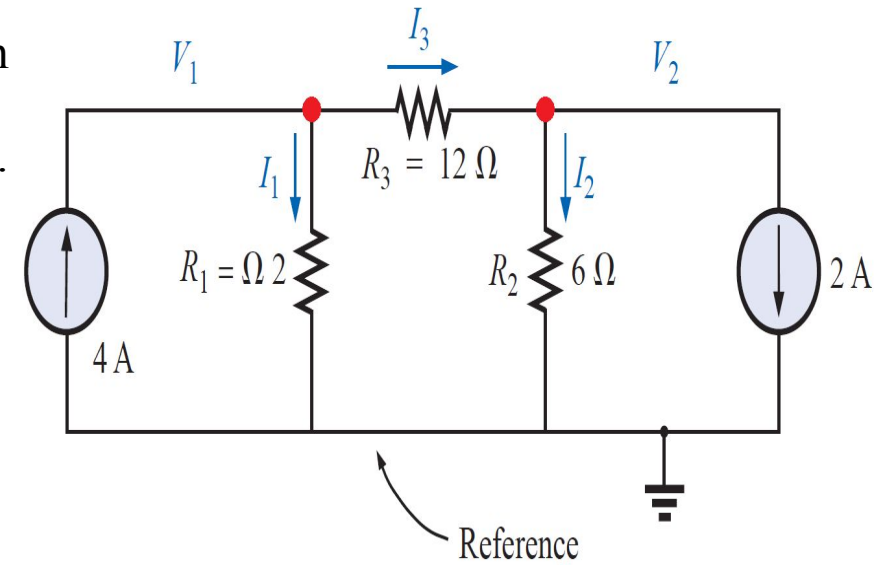 n
.
I3
V1
V2
R3 = 12 Ω
I1
I2
R1 = Ω 2
R2
6 Ω
2 A
4 A
Reference